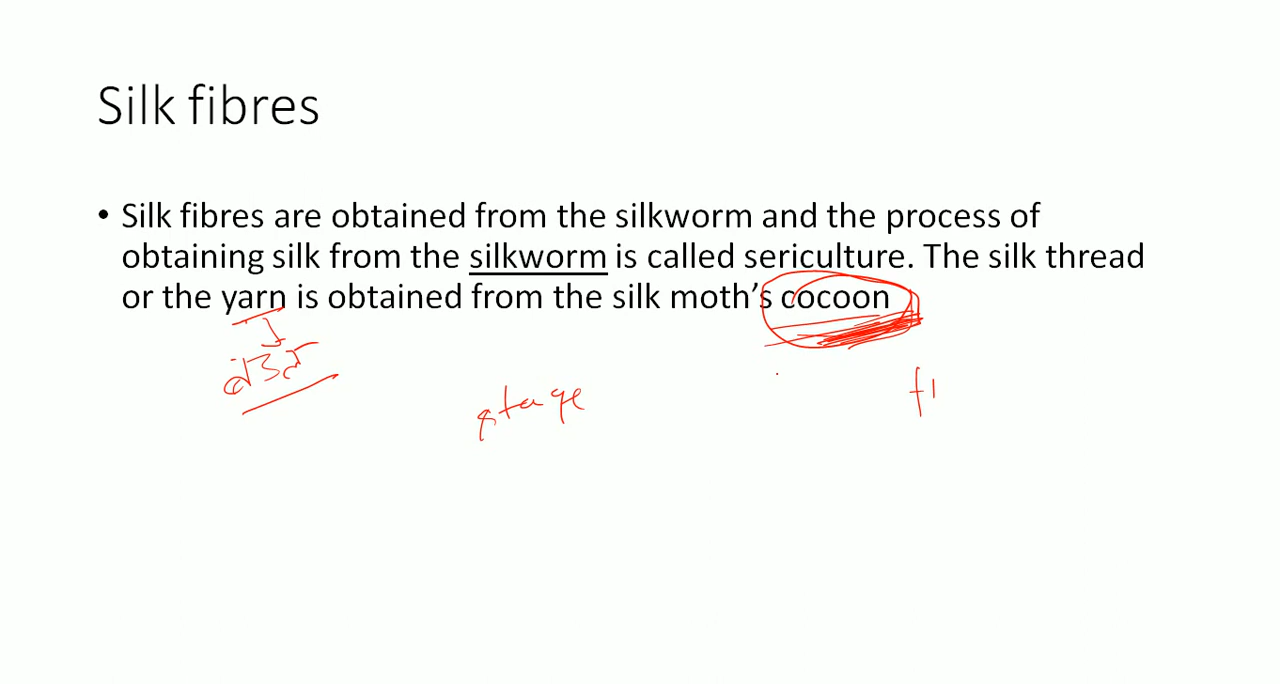 Silk fibres
• Silk fibres are obtained from the silkworm and the process of
obtaining silk from the silkworm is called sericulture. The silk thread
or the yarn is obtained from the silk moth’s cocoon
stage